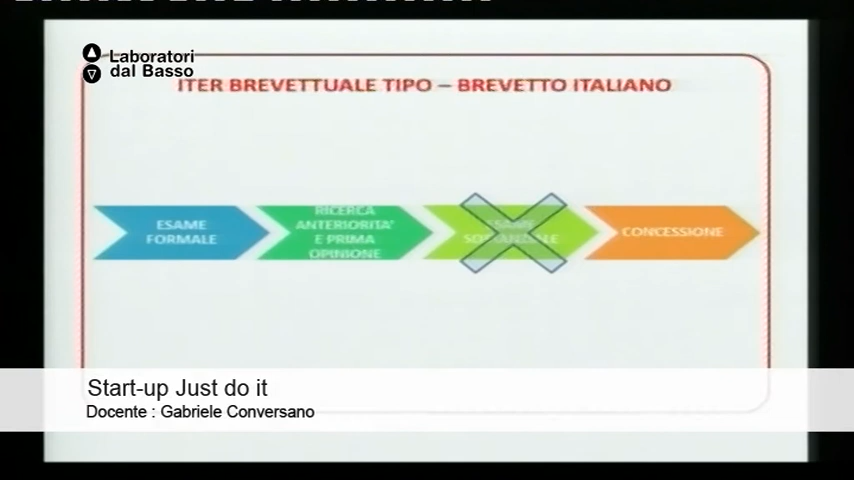 Laboratori
dal Basso
ITER BREVETTUALE TIPO – BREVETTO ITALIANO
ESAME
FORMALE
RICERCA
ANTERIORITA'
E PRIMA
OPINIONE
CONCESSIONE
Start-up Just do it
Docente : Gabriele Conversano